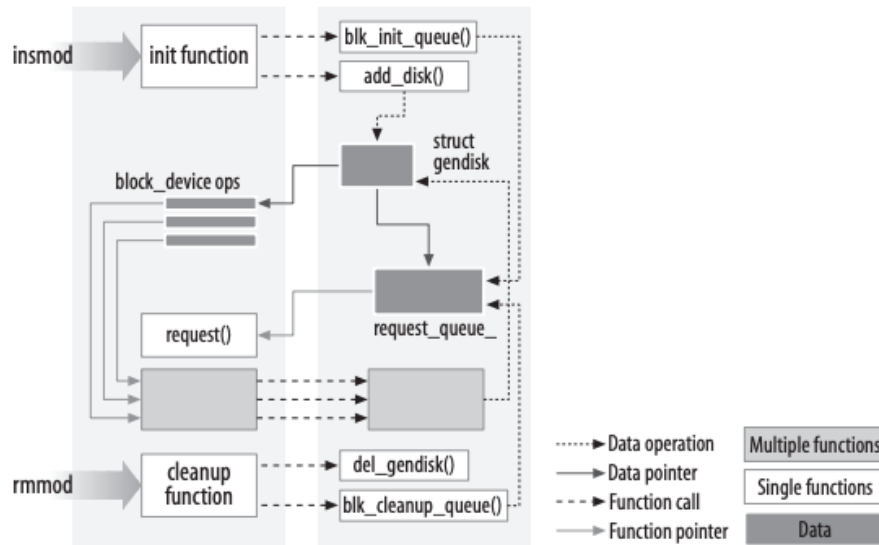 insmod
init function
blk_init_queue()
add_disk()
struct
gendisk
block_device ops
request_queue_
request()
rmmod
cleanup
function
del_gendisk()
blk_cleanup_queue()
Data operation
Data pointer
Function call
Function pointer
Multiple functions
Single functions
Data